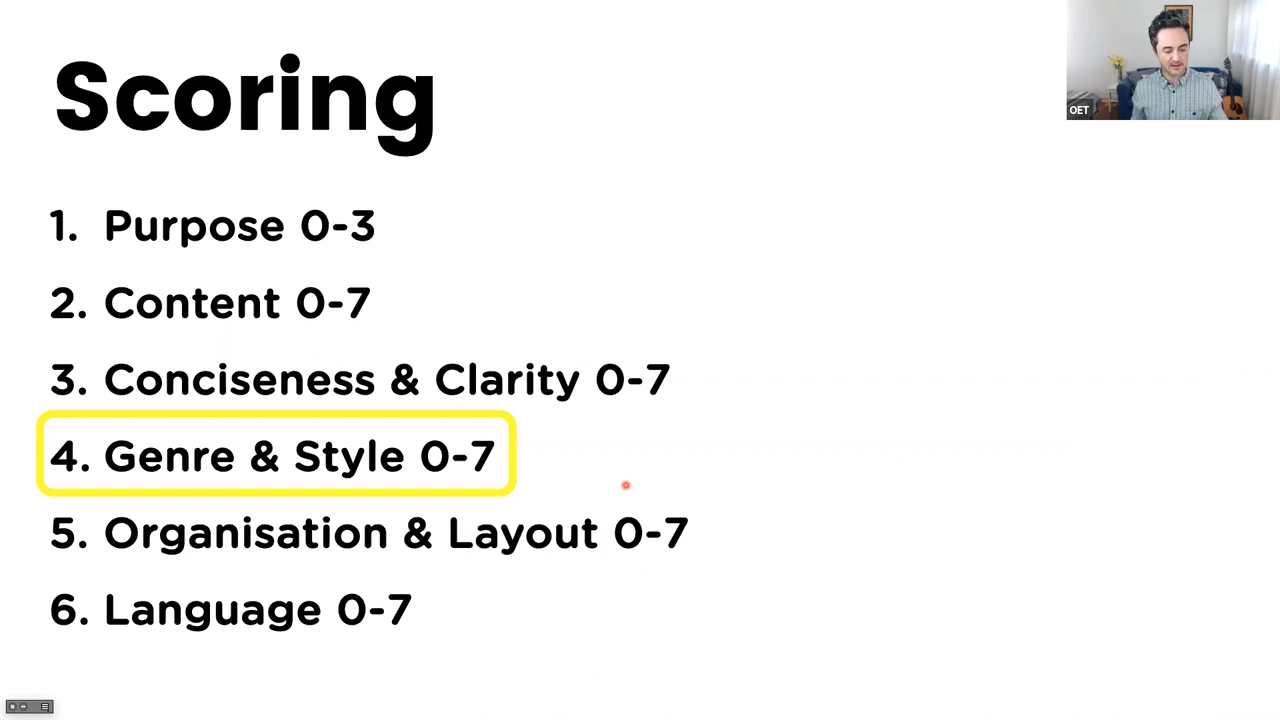 Scoring
OET
1. Purpose 0-3
2. Content 0-7
3. Conciseness & Clarity 0-7
4. Genre & Style 0-7
5. Organisation & Layout 0-7
6. Language 0-7